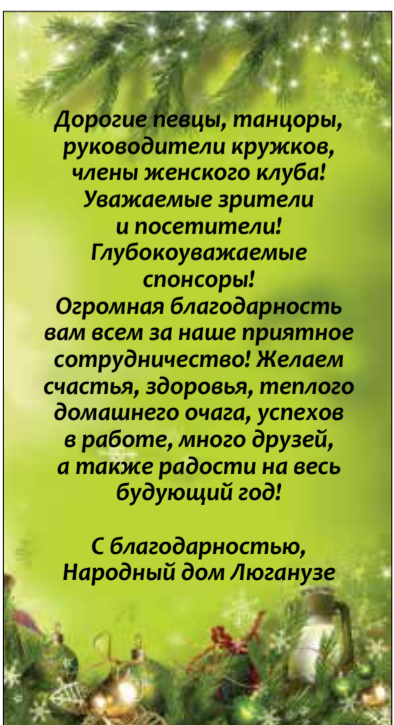 Дорогие певцы, танцоры,
руководители кружков,
члены женского клуба!
Уважаемые зрители
и посетители!
Глубокоуважаемые
спонсоры!
Огромная благодарность
вам всем за наше приятное
сотрудничество! Желаем
счастья, здоровья, теплого
домашнего очага, успехов
в работе, много друзей,
а также радости на весь
будующий год!
С благодарностью,
Народный дом Люганузе